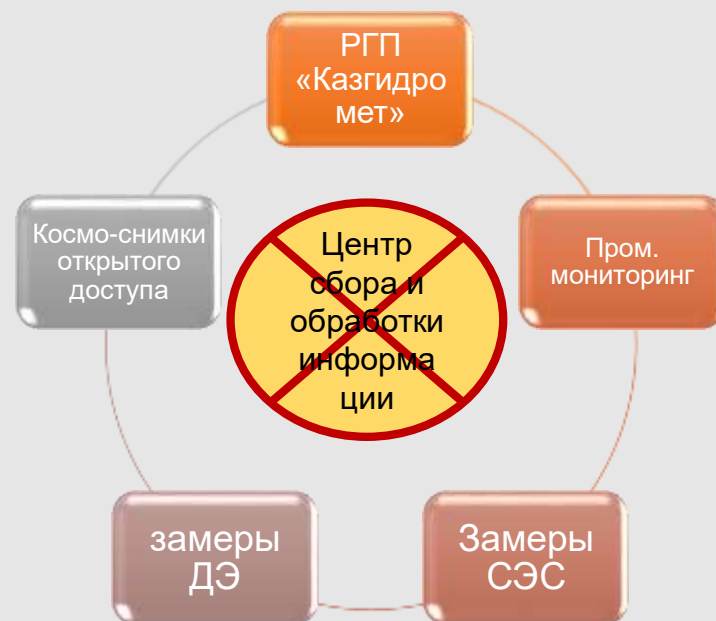 РГП
«Казгидро
мет»
Космо-снимки
открытого
доступа
Центр
сбора и
обработки
информа
ции
Пром.
мониторинг
замеры
ДЭ
Замеры
СЭС